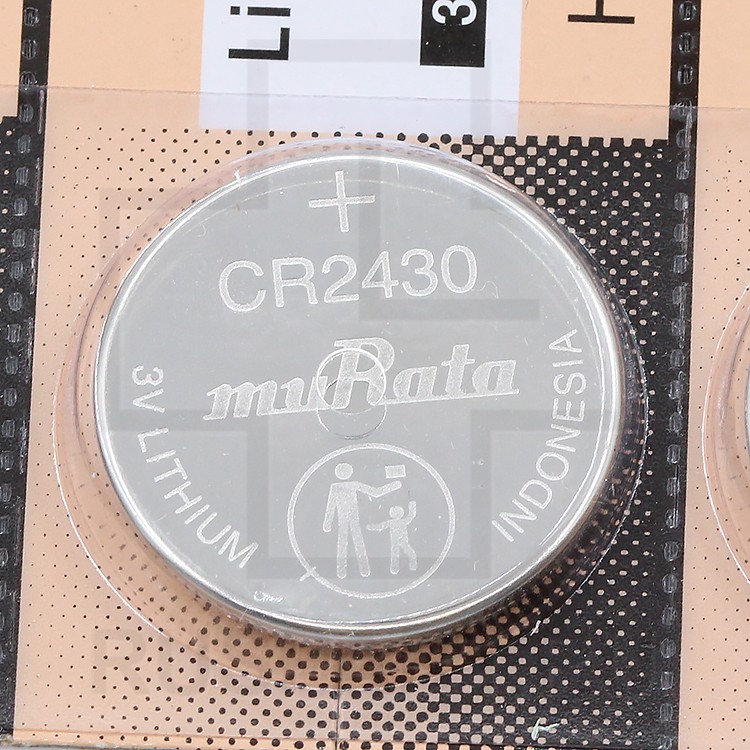 Li
3
H
+
CR2430
muRata
3V LITHIUM
INDONESIA